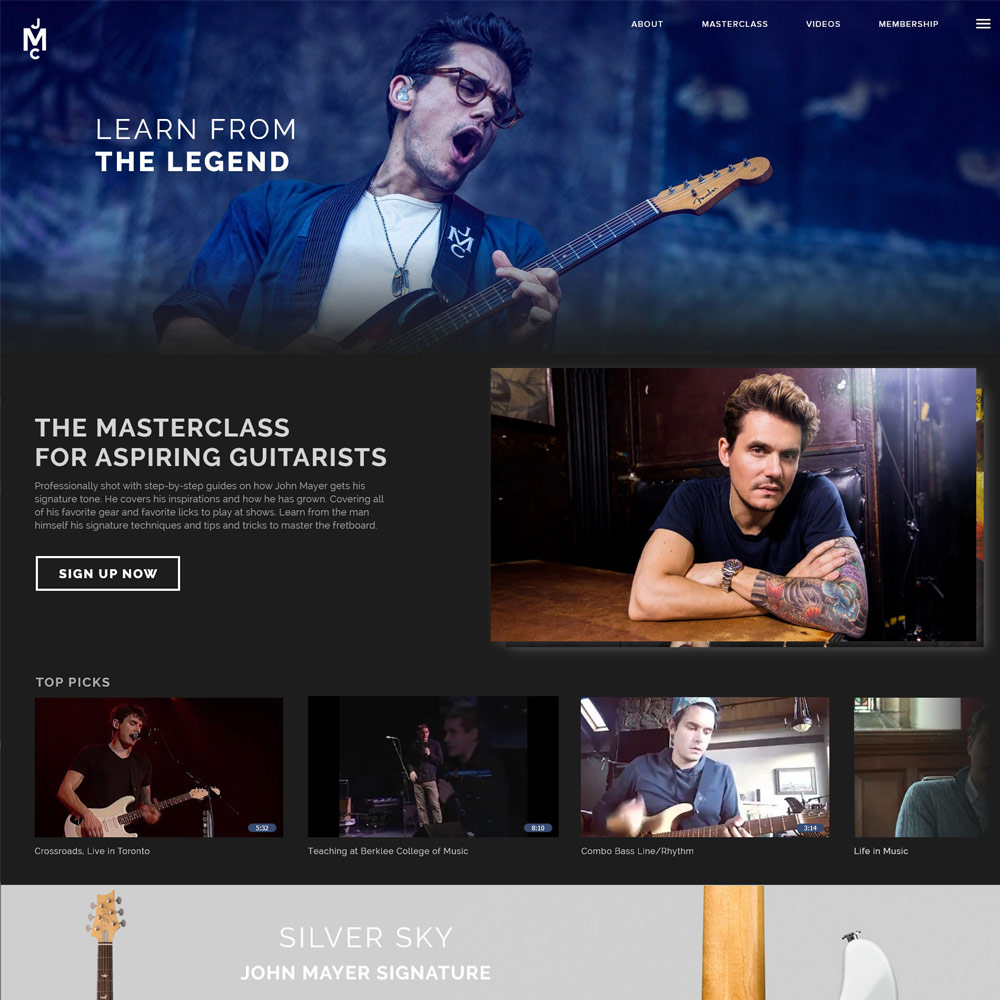 J
M
C
ABOUT
MASTERCLASS
VIDEOS
MEMBERSHIP
LEARN FROM
THE LEGEND
Fender
J
M
C
THE MASTERCLASS
FOR ASPIRING GUITARISTS
Professionally shot with step-by-step guides on how John Mayer gets his
signature tone. He covers his inspirations and how he has grown. Covering all
of his favorite gear and favorite licks to play at shows. Learn from the man
himself his signature techniques and tips and tricks to master the fretboard.
SIGN UP NOW
TOP PICKS
5:32
8:10
3:14
Crossroads, Live in Toronto
Teaching at Berklee College of Music
Combo Bass Line/Rhythm
Life in Music
SILVER SKY
JOHN MAYER SIGNATURE